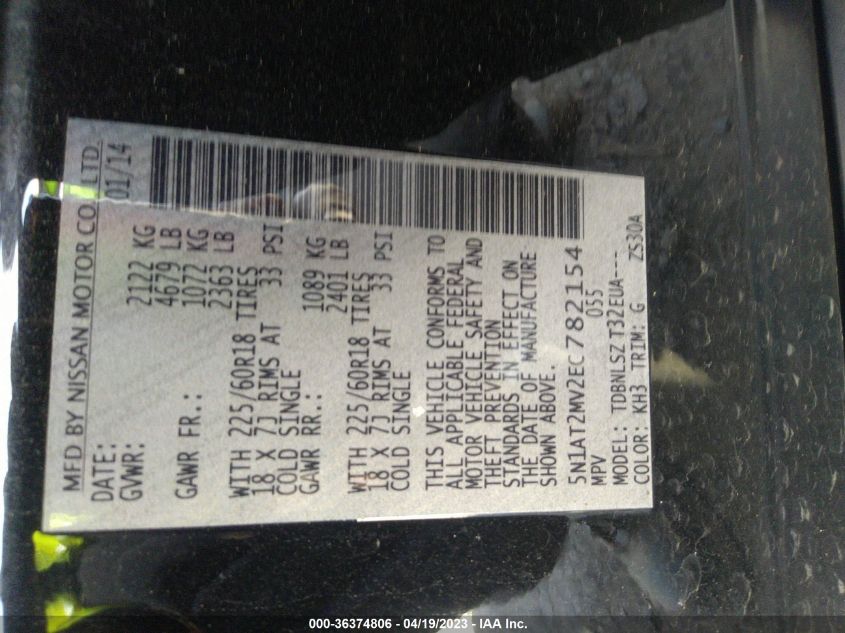 MFD BY NISSAN MOTOR CO., LTD.
DATE: 01/14
GVWR: 2122 KG
4679 LB
GAWR FR.: 1072 KG
2363 LB
WITH 225/60R18 TIRES
18 X 7J RIMS AT 33 PSI
COLD SINGLE
GAWR RR.: 1089 KG
2401 LB
WITH 225/60R18 TIRES
18 X 7J RIMS AT 33 PSI
COLD SINGLE
THIS VEHICLE CONFORMS TO
ALL APPLICABLE FEDERAL
MOTOR VEHICLE SAFETY AND
THEFT PREVENTION
STANDARDS IN EFFECT ON
THE DATE OF MANUFACTURE
SHOWN ABOVE.
5N1AT2MV2EC782154
MPV 055
MODEL: TDBNLSZ T32EUA---
COLOR: KH3 TRIM: G ZS30A
000-36374806 - 04/19/2023 - IAA Inc.